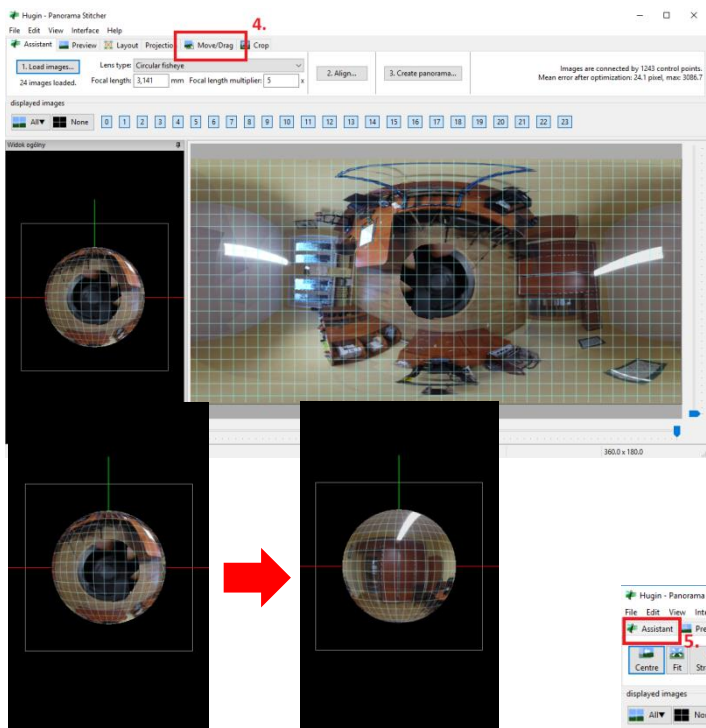 Hugin - Panorama Stitcher
4.
File Edit View Interface Help
Assistant Preview Layout Projectio Move/Drag Crop
1. Load images... Lens type: Circular fisheye 2. Align... 3. Create panorama... Images are connected by 1243 control points.
24 images loaded. Focal length: 3,141 mm Focal length multiplier: 5 x Mean error after optimization: 24.1 pixel, max: 3086.7
displayed images
All▼ None 0 1 2 3 4 5 6 7 8 9 10 11 12 13 14 15 16 17 18 19 20 21 22 23
Widok ogólny
360.0 x 180.0
Hugin - Panorama
File Edit View Inte
Assistant Pre
5.
Centre Fit Str
displayed images
All▼ No